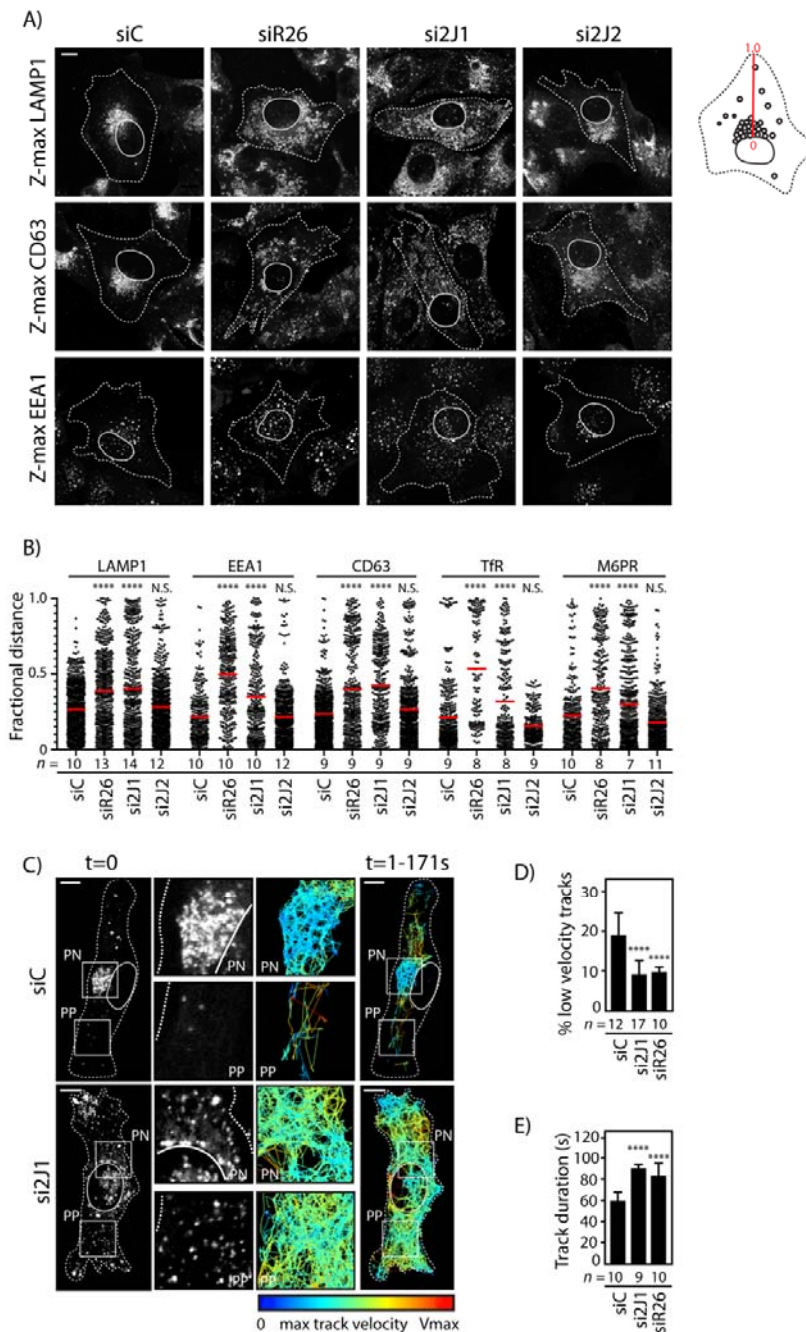 A)
siC siR26 si2J1 si2J2
1.0
0
Z-max LAMP1
Z-max CD63
Z-max EEA1
B)
LAMP1 EEA1 CD63 TfR M6PR
**** **** N.S. **** **** N.S. **** **** N.S. **** **** N.S. **** **** N.S.
Fractional distance
1.0
0.5
0
n = 10 13 14 12 10 10 10 12 9 9 9 9 9 8 8 9 10 8 7 11
siC siR26 si2J1 si2J2 siC siR26 si2J1 si2J2 siC siR26 si2J1 si2J2 siC siR26 si2J1 si2J2 siC siR26 si2J1 si2J2
C)
t=0 t=1-171s
siC
PN PN PN PN
PP PP PP PP
si2J1
PN PN PN PN
PP PP PP PP
0 max track velocity Vmax
D)
% low velocity tracks
30
20
10
0
**** ****
n = 12 17 10
siC si2J1 siR26
E)
Track duration (s)
120
100
80
60
40
20
0
**** ****
n = 10 9 10
siC si2J1 siR26